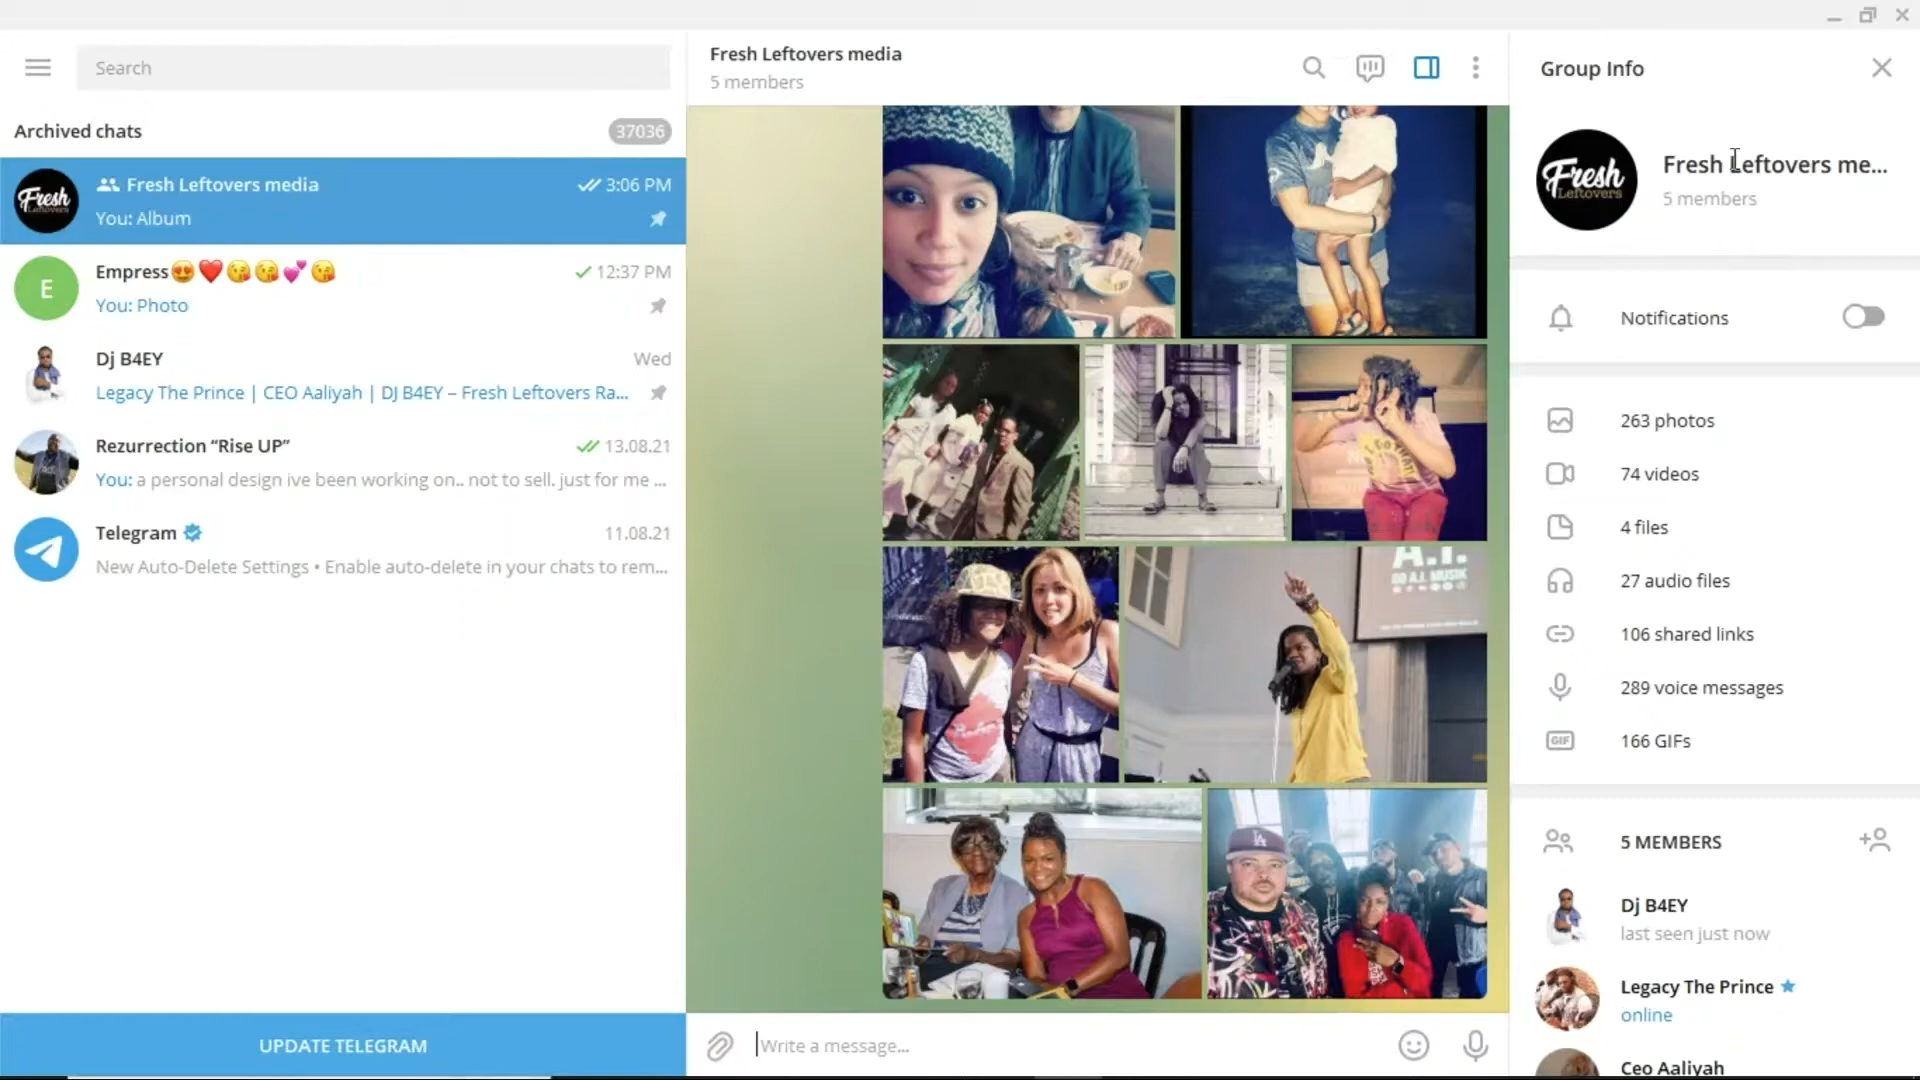 Search
Archived chats
37036
Fresh Leftovers media
3:06 PM
You: Album
E
Empress😍❤️😘😘💕😘
12:37 PM
You: Photo
Dj B4EY
Wed
Legacy The Prince | CEO Aaliyah | DJ B4EY – Fresh Leftovers Ra...
Rezurrection “Rise UP”
13.08.21
You: a personal design ive been working on.. not to sell. just for me ...
Telegram
11.08.21
New Auto-Delete Settings • Enable auto-delete in your chats to rem...
UPDATE TELEGRAM
Fresh Leftovers media
5 members
A.I.
GO A.I. MUSIK
LA
Write a message...
Group Info
Fresh
Leftovers
Fresh Leftovers me...
5 members
Notifications
263 photos
74 videos
4 files
27 audio files
106 shared links
289 voice messages
GIF
166 GIFs
5 MEMBERS
Dj B4EY
last seen just now
Legacy The Prince
online
Ceo Aaliyah